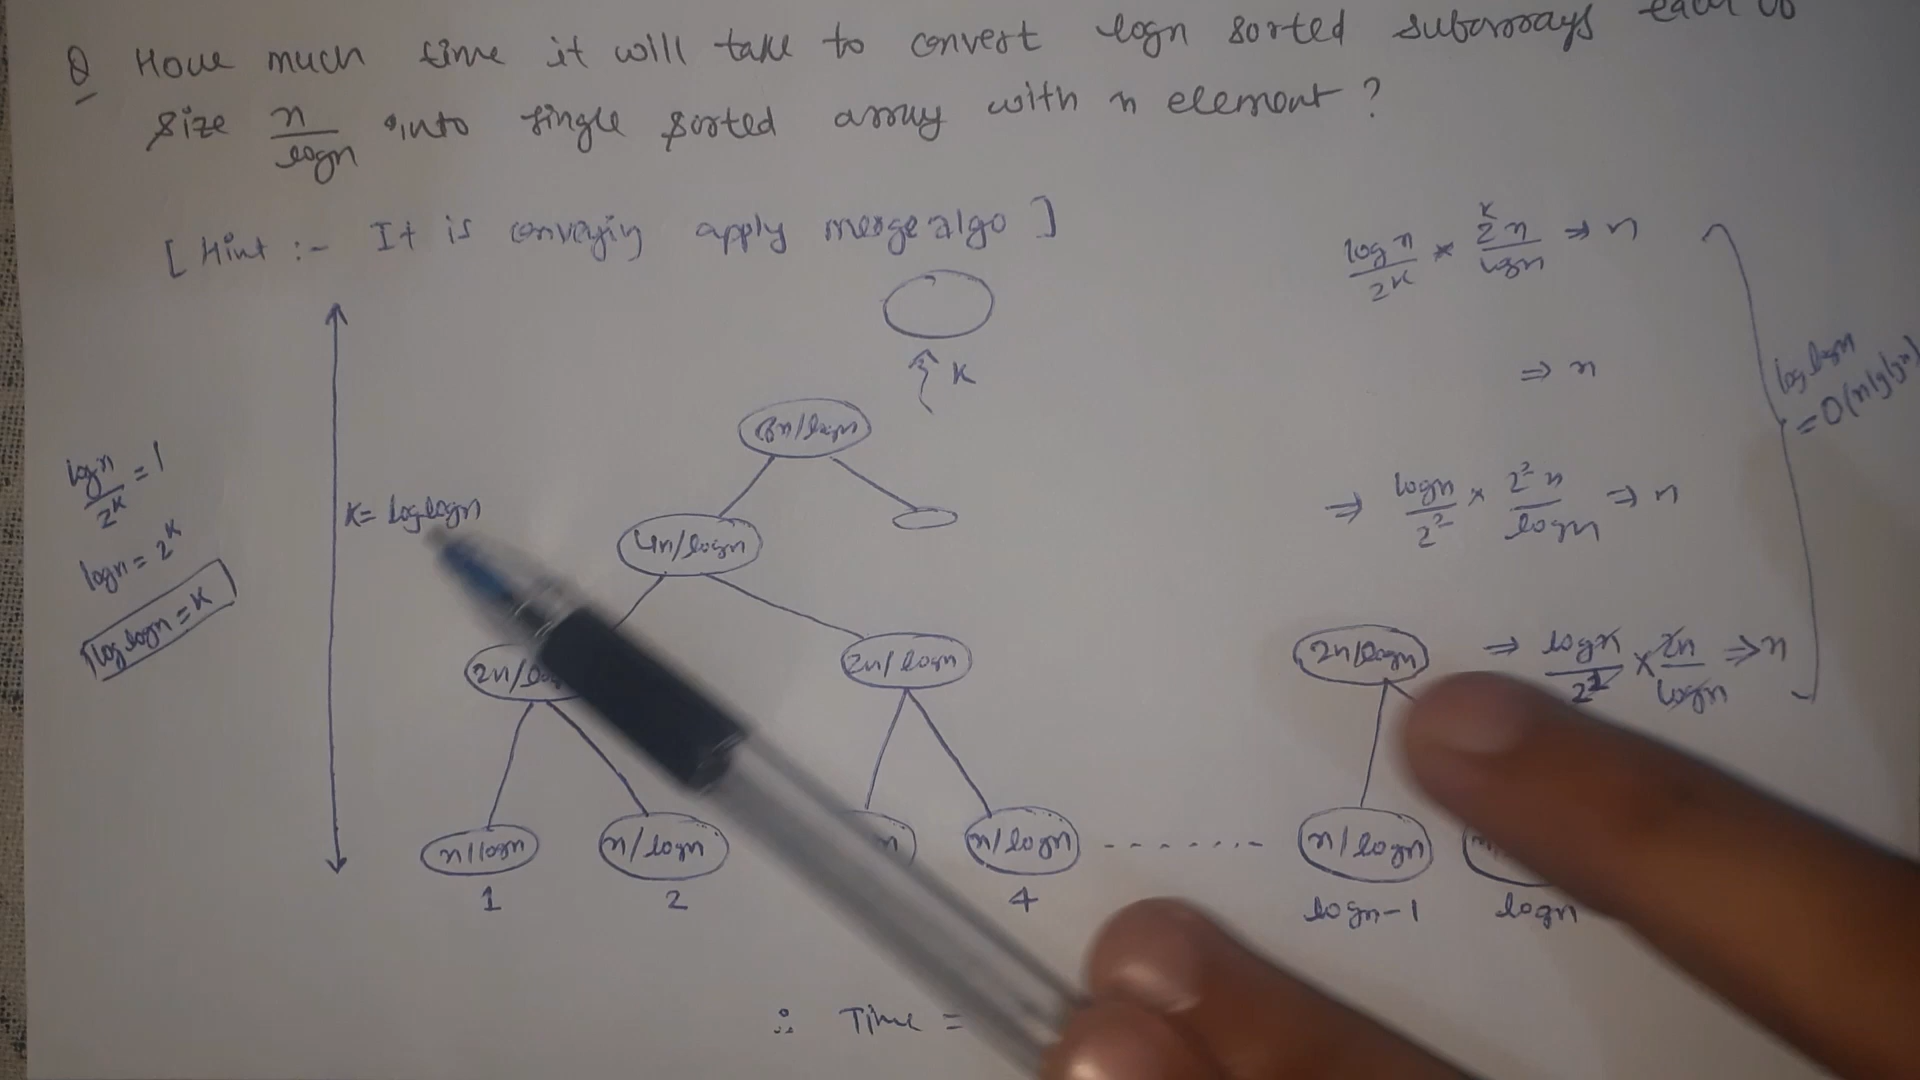 Q How much time it will take to convert logn sorted subarrays each of
size n/logn into single sorted array with n element?
[Hint :- It is conveying apply merge algo]
logn/2^K * 2^K n/logn ⇒ n
K
⇒ n
loglogn
= O(nlglgn)
8n/logn
logn/2^K = 1
logn = 2^K
loglogn = K
K = loglogn
4n/logn
⇒ logn/2^2 × 2^2 n/logn ⇒ n
2n/logn 2n/logn
⇒ logn/2^1 × 2n/logn ⇒ n
n/logn n/logn n n/logn ------- n/logn
1 2 4 logn-1 logn
∴ Time =